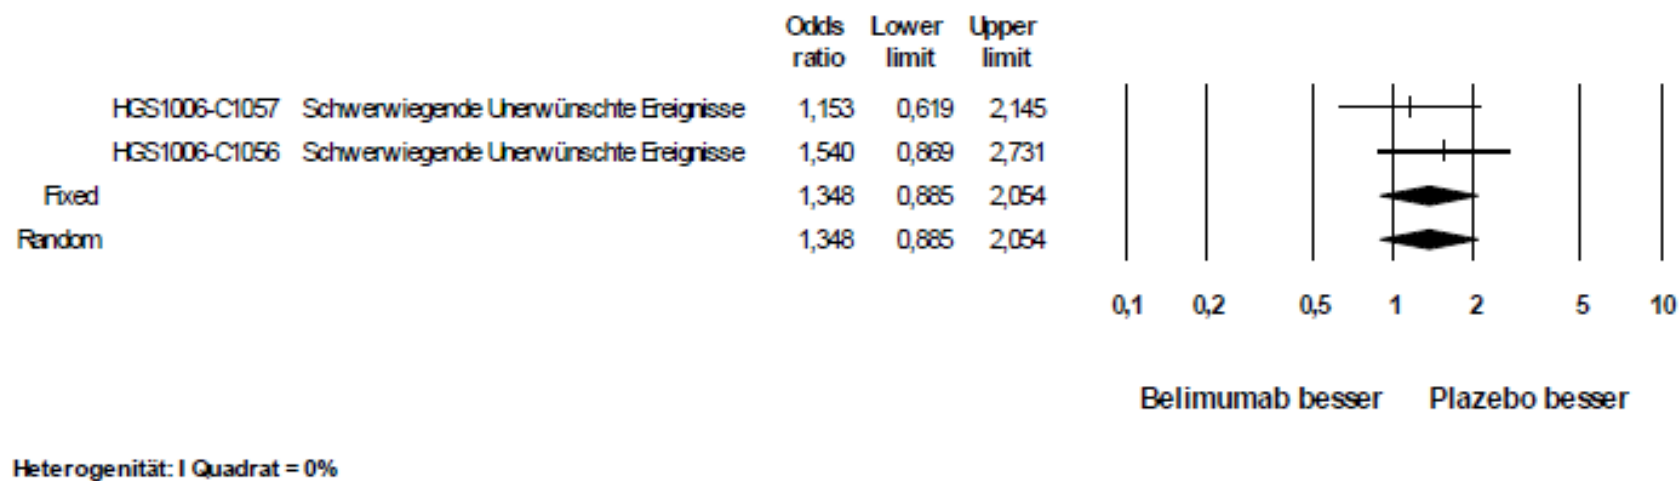 Odds Lower Upper
ratio limit limit
HGS1006-C1057 Schwerwiegende Unerwünschte Ereignisse 1,153 0,619 2,145
HGS1006-C1056 Schwerwiegende Unerwünschte Ereignisse 1,540 0,869 2,731
Fixed 1,348 0,885 2,054
Random 1,348 0,885 2,054
0,1 0,2 0,5 1 2 5 10
Belimumab besser Plazebo besser
Heterogenität: I Quadrat = 0%